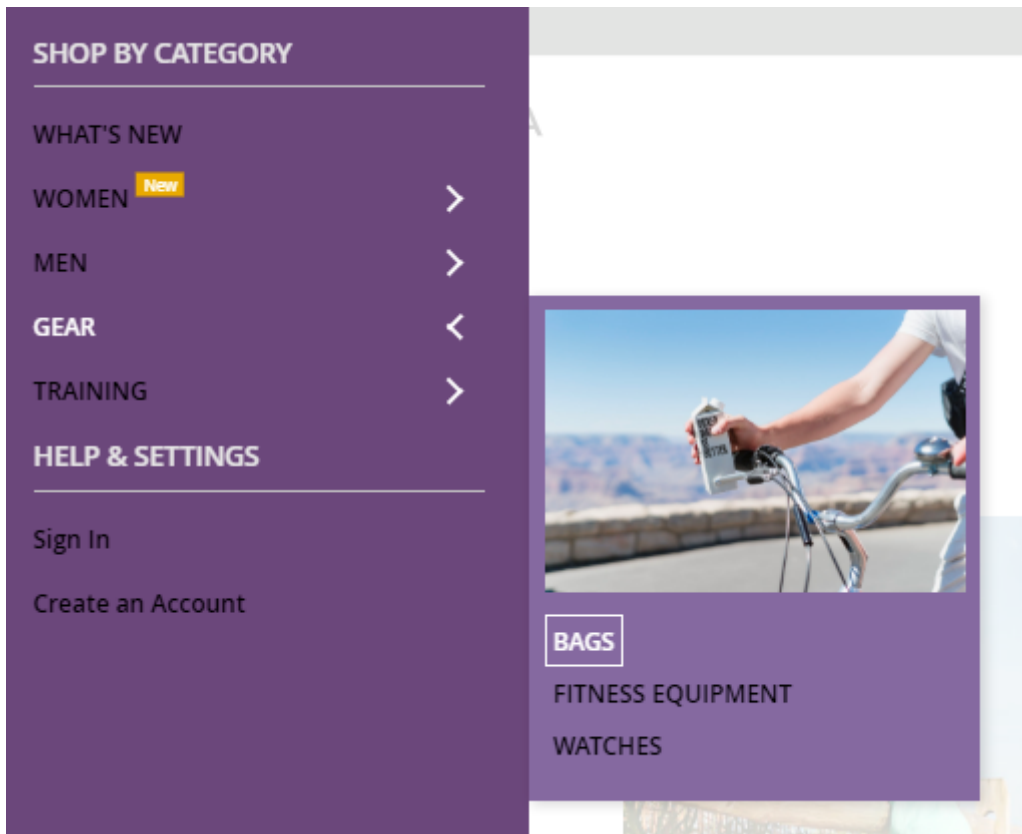 SHOP BY CATEGORY
WHAT'S NEW
WOMEN New
MEN
GEAR
TRAINING
HELP & SETTINGS
Sign In
Create an Account
BAGS
FITNESS EQUIPMENT
WATCHES